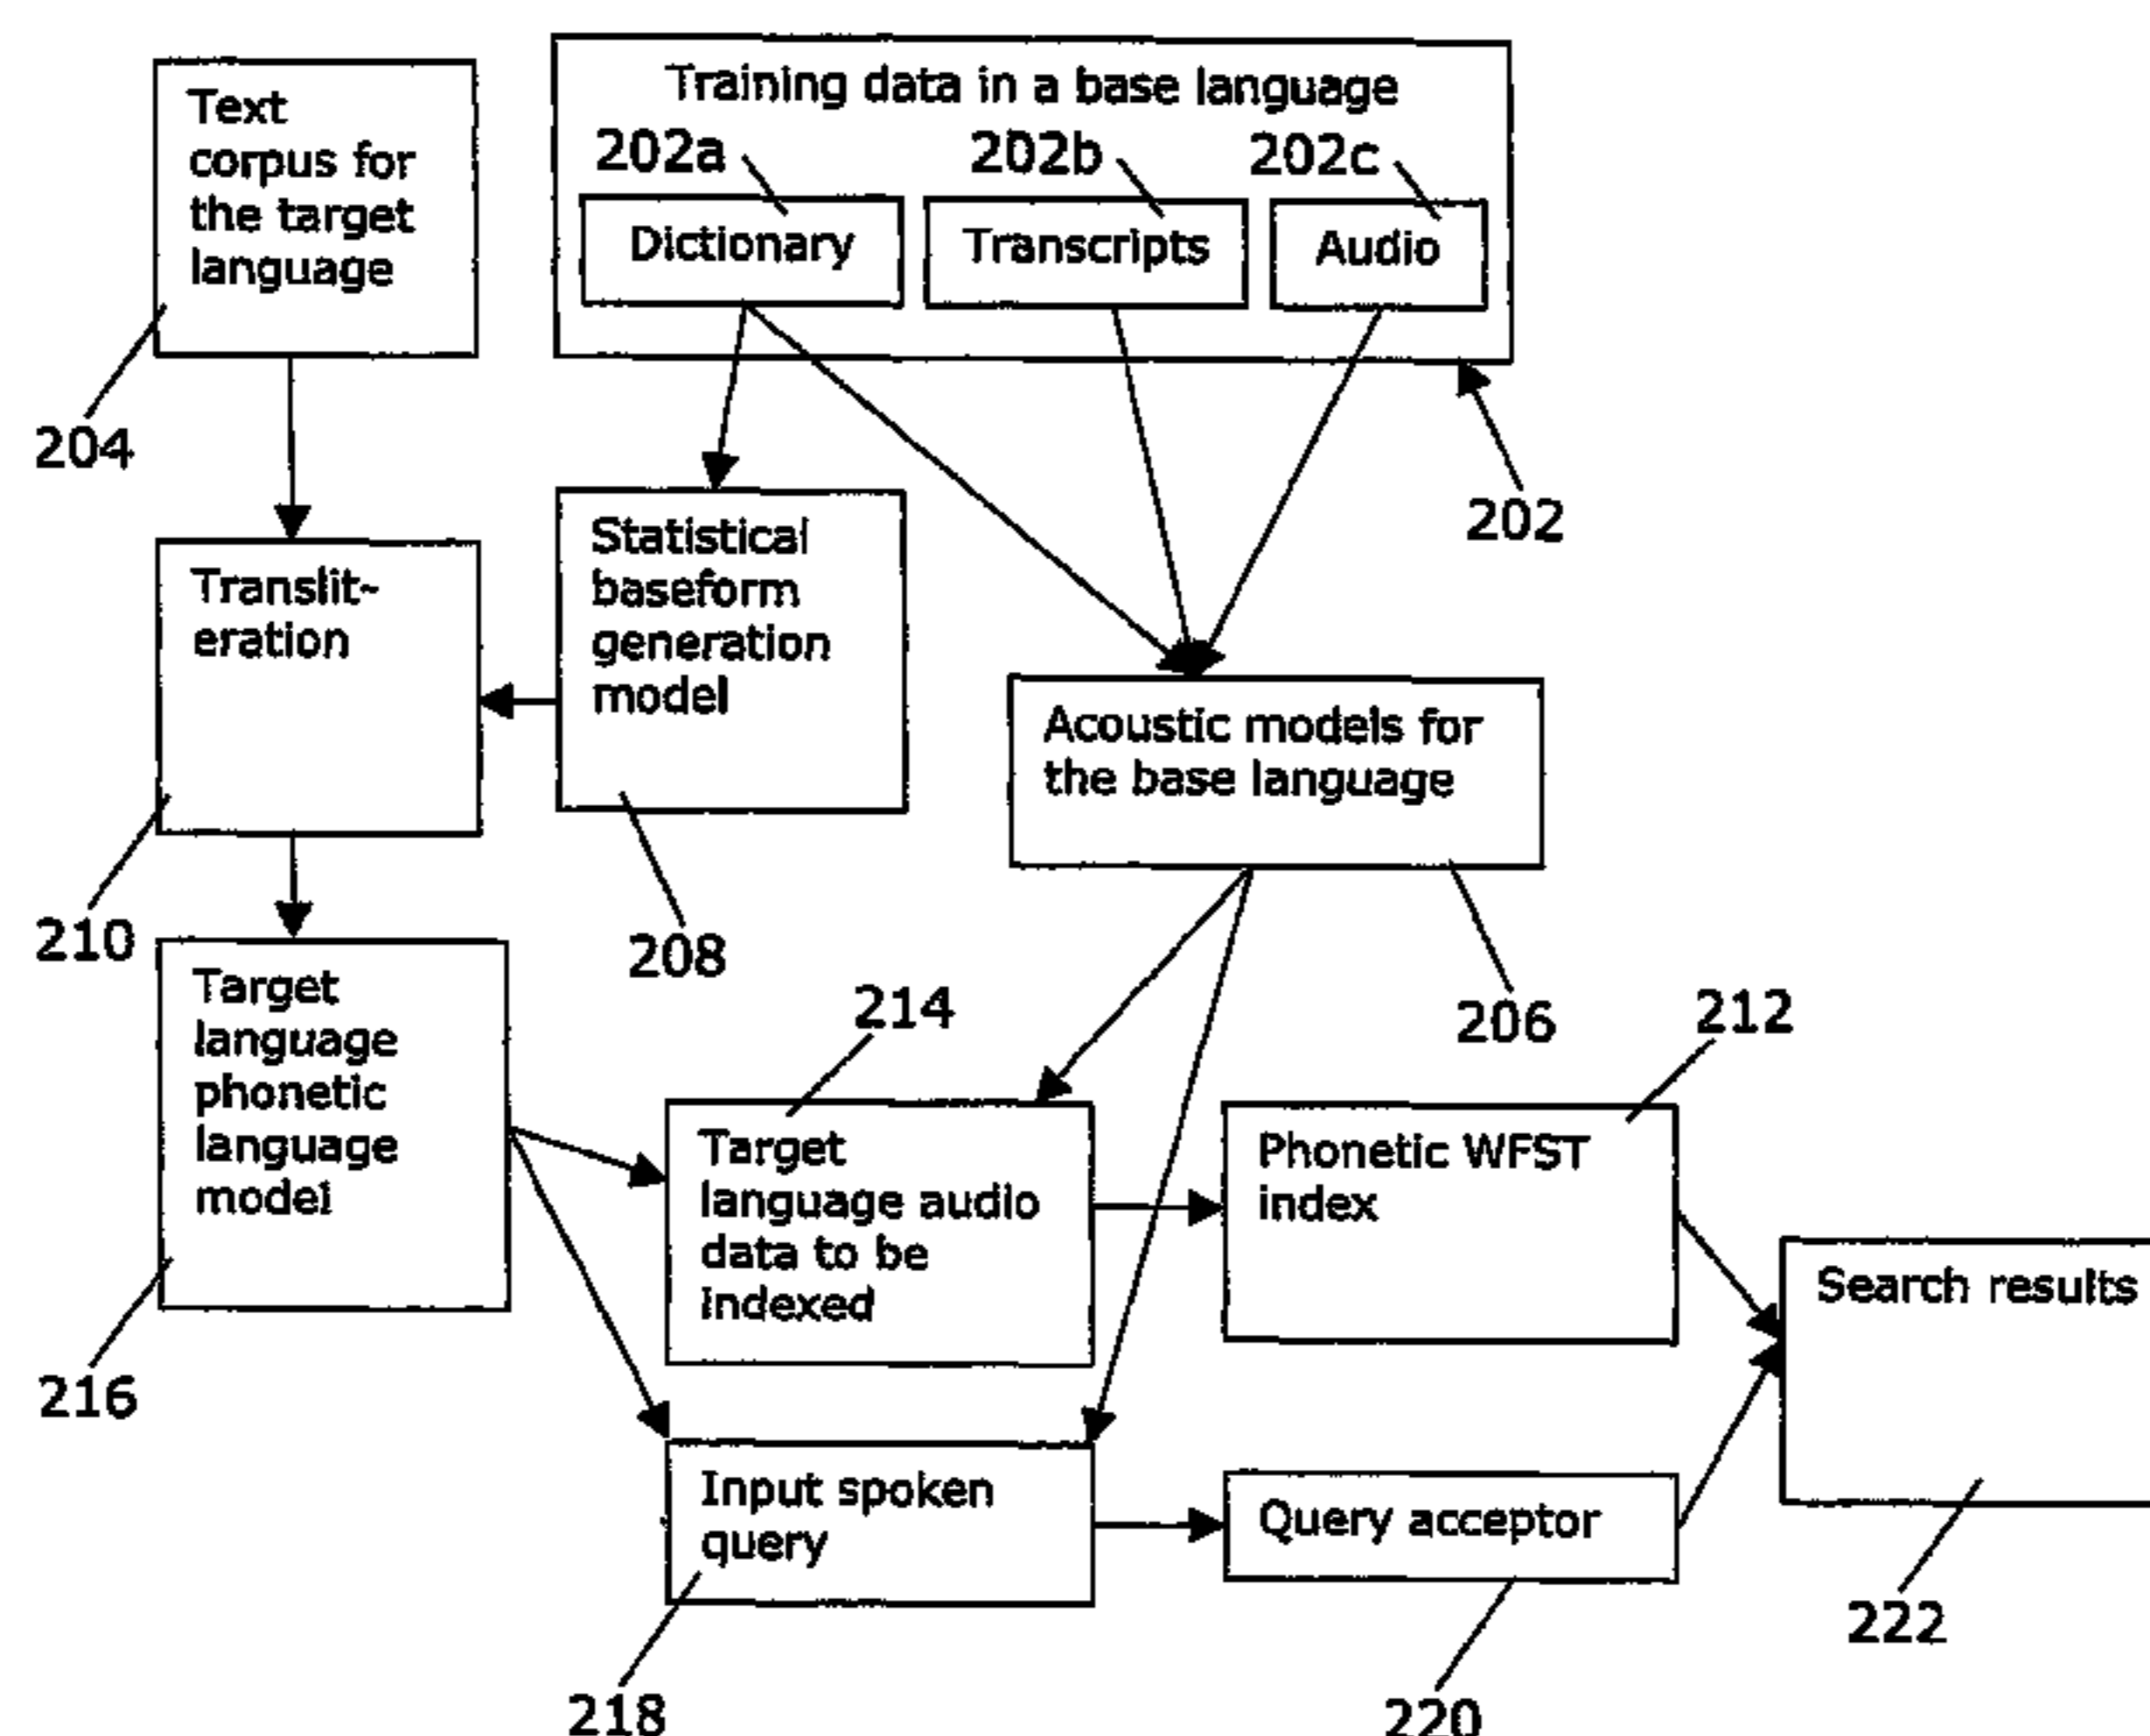 Text
corpus for
the target
language
204
Training data in a base language
202a
202b
202c
Dictionary
Transcripts
Audio
202
Translit-
eration
210
Statistical
baseform
generation
model
208
Acoustic models for
the base language
206
Target
language
phonetic
language
model
216
214
Target
language audio
data to be
indexed
212
Phonetic WFST
index
Search results
222
Input spoken
query
218
Query acceptor
220